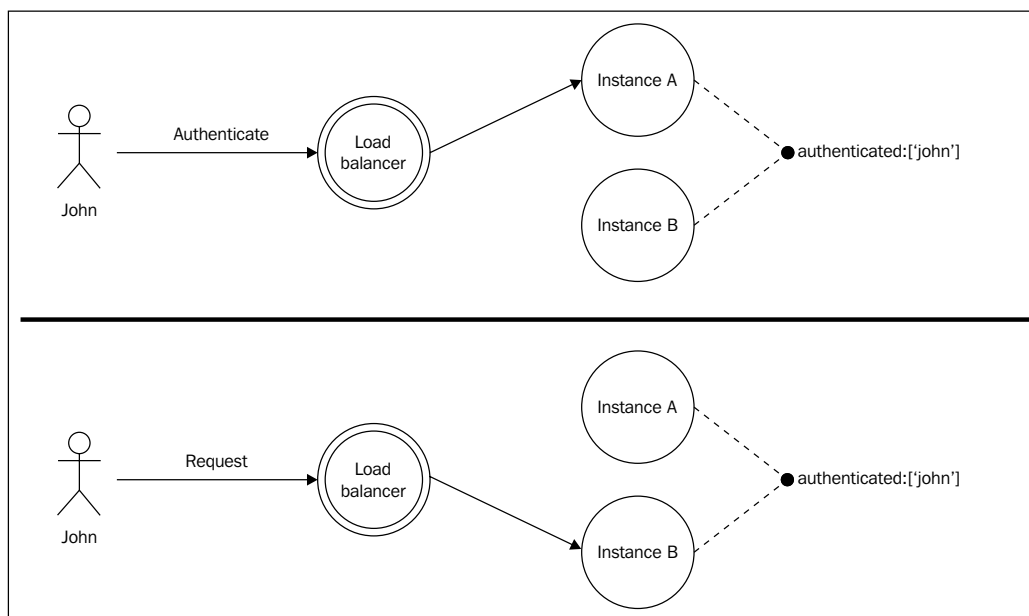 Instance A
Authenticate
Load
balancer
authenticated:[‘john’]
John
Instance B
Instance A
Request
Load
balancer
authenticated:[‘john’]
John
Instance B